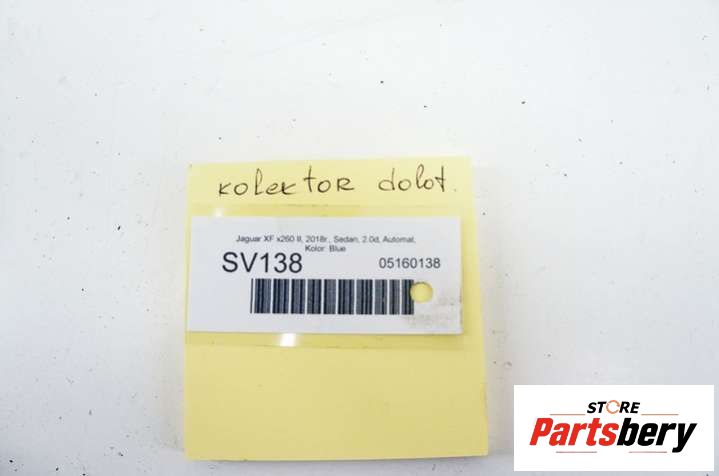 kolektor dolot.
Jaguar XF x260 II, 2018r., Sedan, 2.0d, Automat,
Kolor: Blue
SV138 05160138
STORE
Partsbery